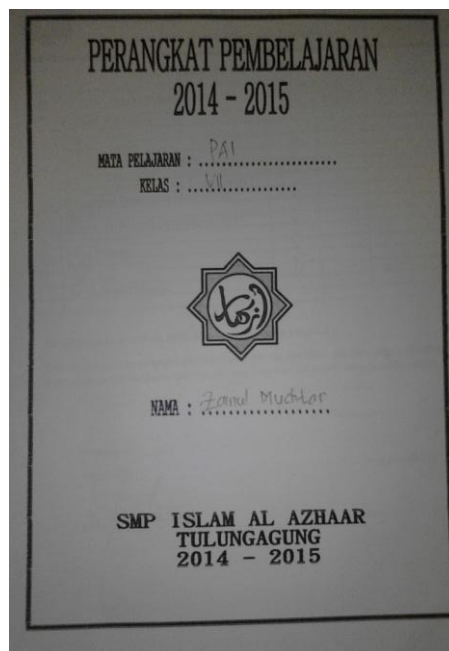 PERANGKAT PEMBELAJARAN
2014 - 2015
MATA PELAJARAN : PAI
KELAS : VII
ازهار
NAMA : Zainul Muchtar
SMP ISLAM AL AZHAAR
TULUNGAGUNG
2014 - 2015